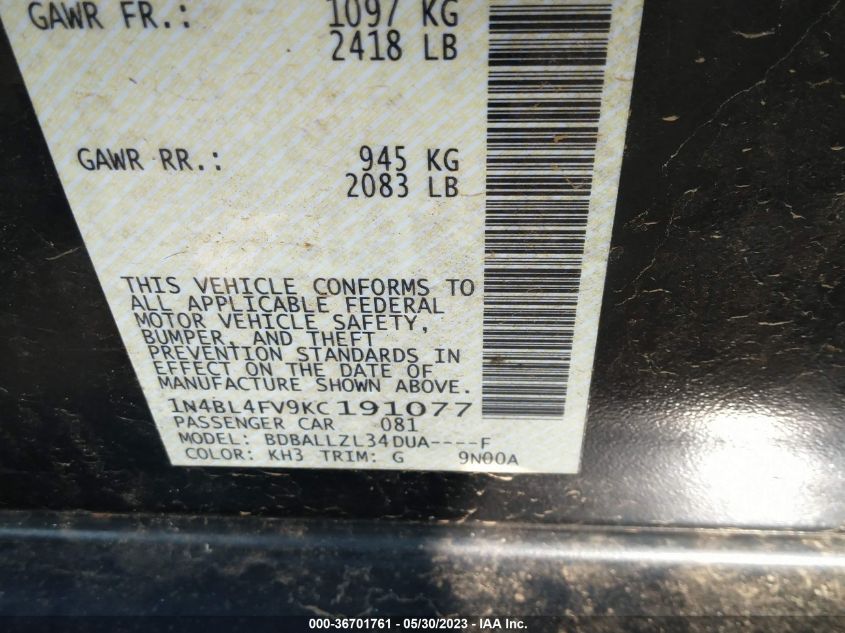 GAWR FR.: 1097 KG
2418 LB
GAWR RR.: 945 KG
2083 LB
THIS VEHICLE CONFORMS TO
ALL APPLICABLE FEDERAL
MOTOR VEHICLE SAFETY,
BUMPER, AND THEFT
PREVENTION STANDARDS IN
EFFECT ON THE DATE OF
MANUFACTURE SHOWN ABOVE.
1N4BL4FV9KC191077
PASSENGER CAR 081
MODEL: BDBALLZL34DUA----F
COLOR: KH3 TRIM: G 9N00A
000-36701761 - 05/30/2023 - IAA Inc.